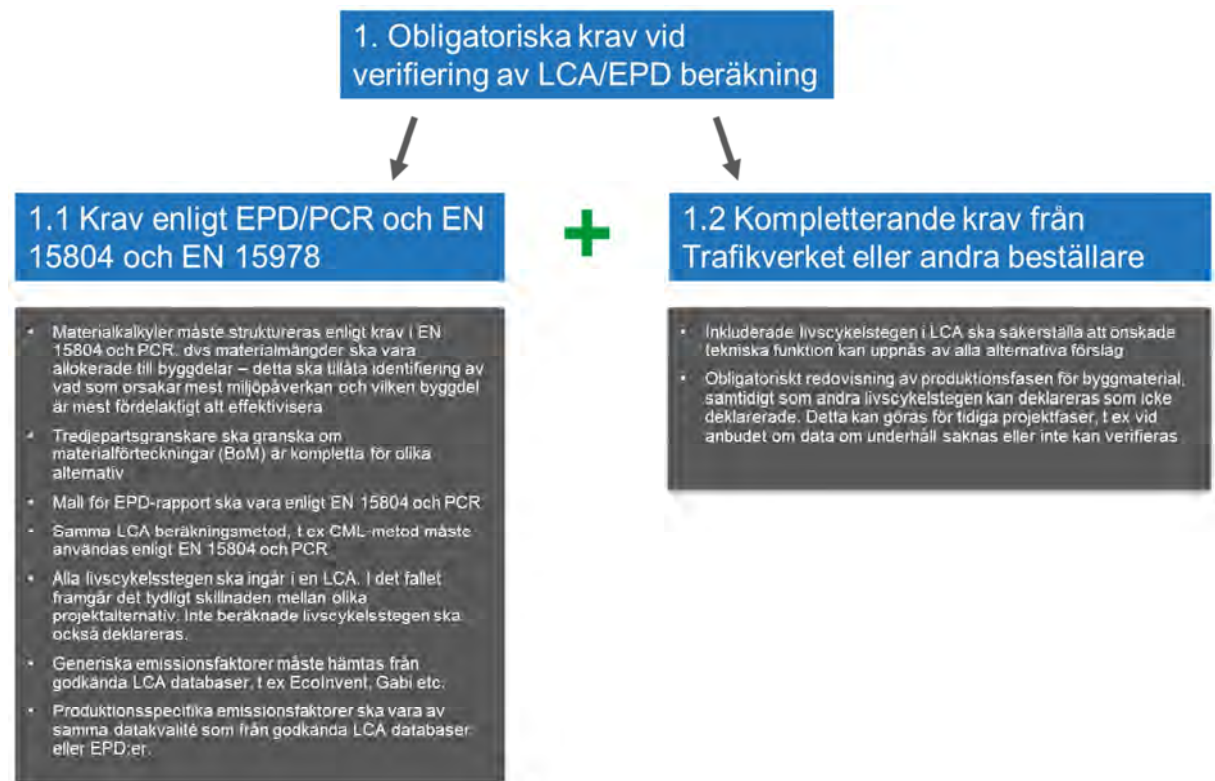 1. Obligatoriska krav vid
verifiering av LCA/EPD beräkning
1.1 Krav enligt EPD/PCR och EN
15804 och EN 15978
+
1.2 Kompletterande krav från
Trafikverket eller andra beställare
• Materialkalkyler måste struktureras enligt krav i EN
15804 och PCR. dvs materialmängder ska vara
allokerade till byggdelar – detta ska tillåta identifiering av
vad som orsakar mest miljöpåverkan och vilken byggdel
är mest fördelaktigt att effektivisera
• Tredjepartsgranskare ska granska om
materialförteckningar (BoM) är kompletta för olika
alternativ
• Mall för EPD-rapport ska vara enligt EN 15804 och PCR
• Samma LCA beräkningsmetod, t ex CML-metod måste
användas enligt EN 15804 och PCR
• Alla livscykelsstegen ska ingår i en LCA. I det fallet
framgår det tydligt skillnaden mellan olika
projektalternativ. Inte beräknade livscykelsstegen ska
också deklareras.
• Generiska emissionsfaktorer måste hämtas från
godkända LCA databaser, t ex EcoInvent, Gabi etc.
• Produktionsspecifika emissionsfaktorer ska vara av
samma datakvalité som från godkända LCA databaser
eller EPD:er.
• Inkluderade livscykelstegen i LCA ska säkerställa att önskade
tekniska funktion kan uppnås av alla alternativa förslag
• Obligatoriskt redovisning av produktionsfasen för byggmaterial,
samtidigt som andra livscykelstegen kan deklareras som icke
deklarerade. Detta kan göras för tidiga projektfaser, t ex vid
anbudet om data om underhåll saknas eller inte kan verifieras